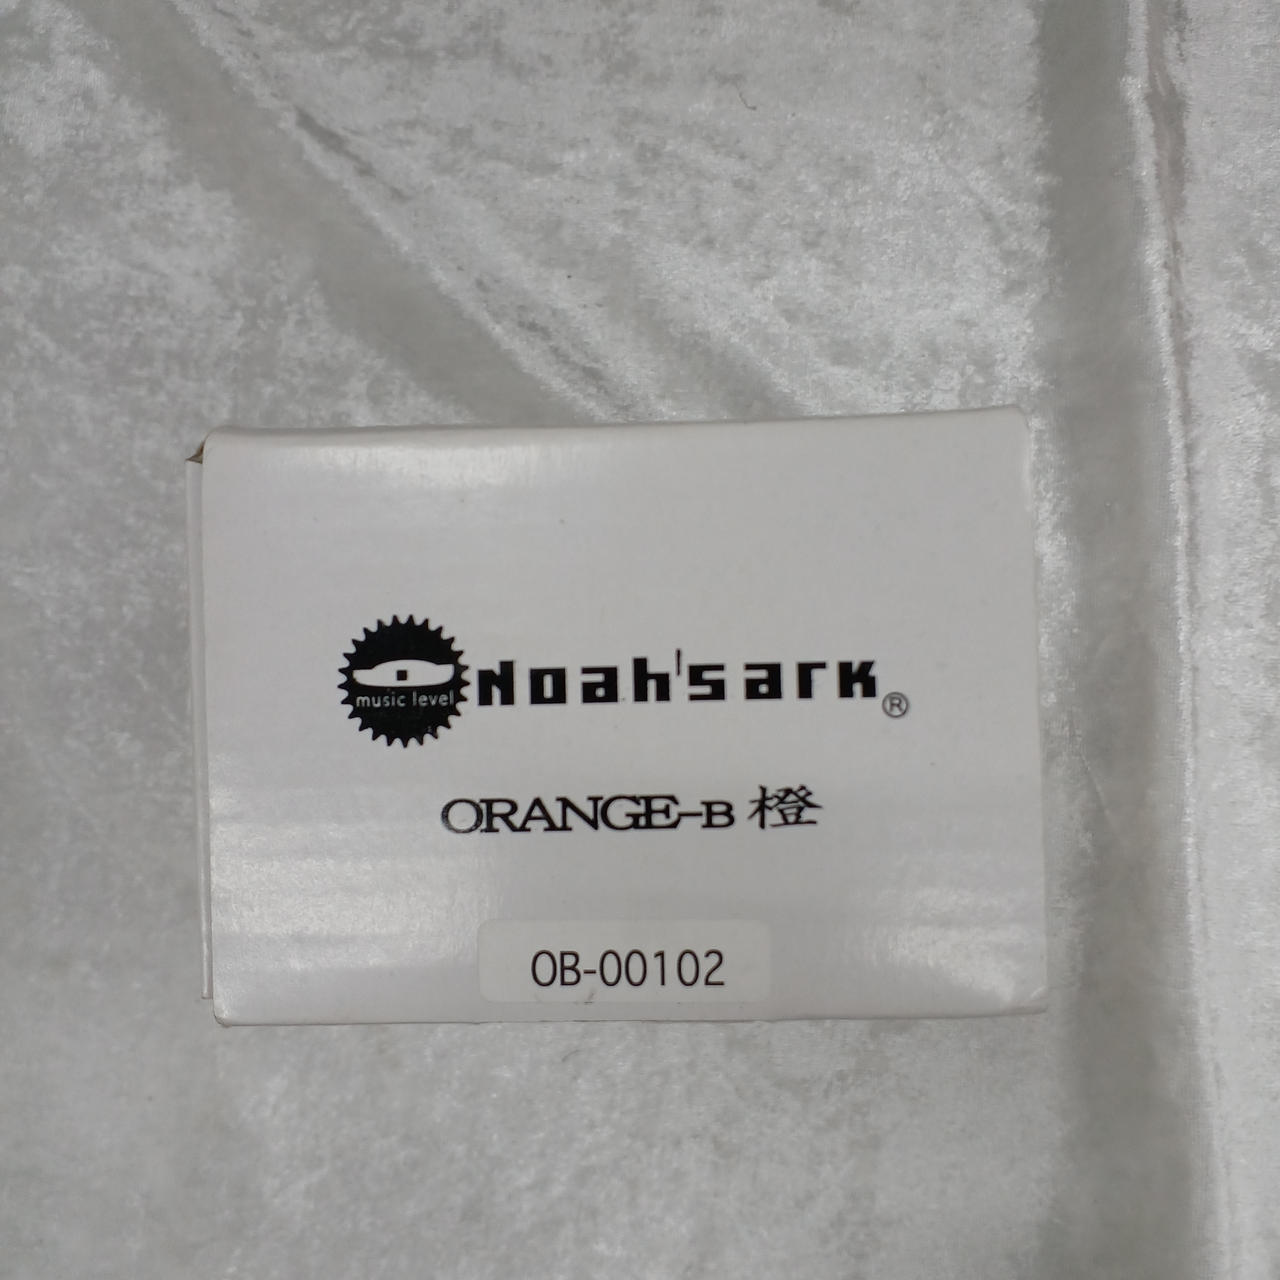 music level
Noah'sark®
ORANGE-B 橙
OB-00102